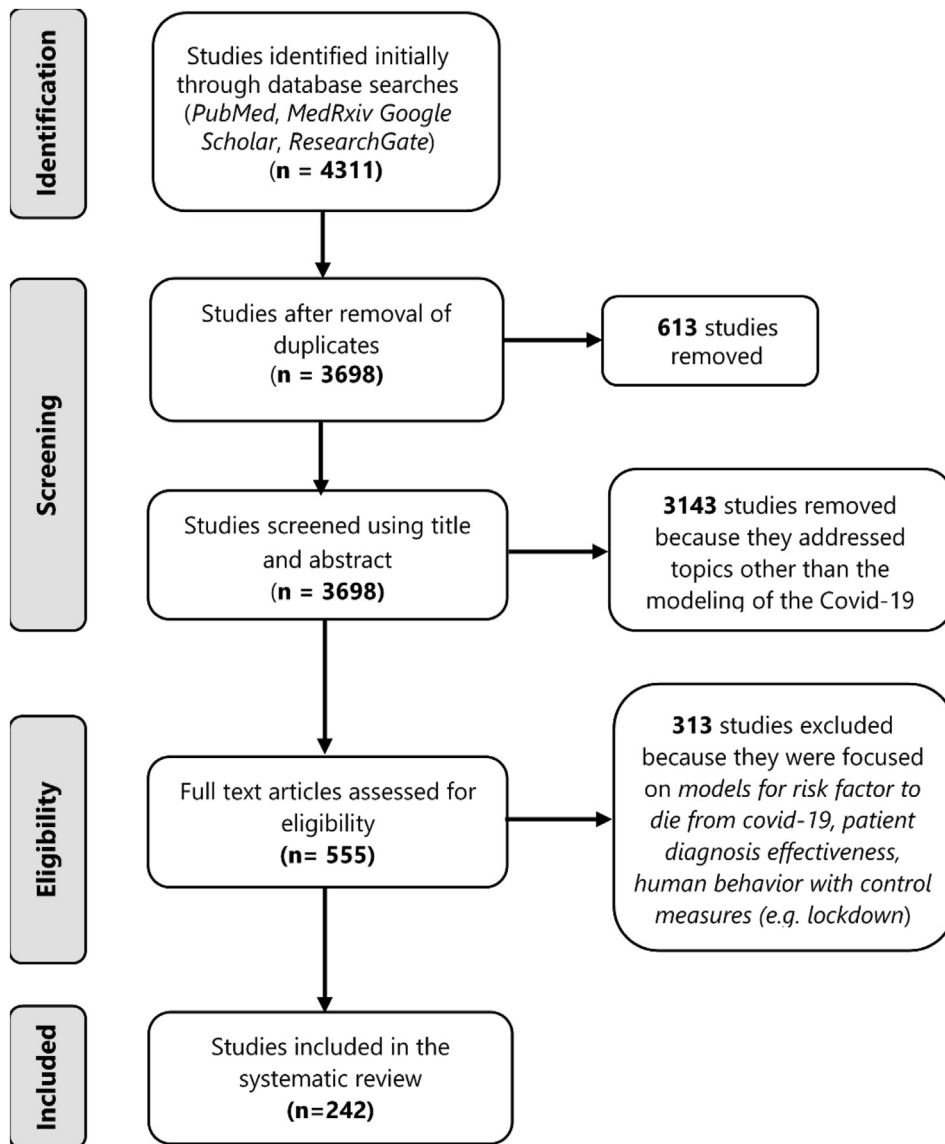 Identification
Studies identified initially
through database searches
(PubMed, MedRxiv Google
Scholar, ResearchGate)
(n = 4311)
Screening
Studies after removal of
duplicates
(n = 3698)
613 studies
removed
Studies screened using title
and abstract
(n = 3698)
3143 studies removed
because they addressed
topics other than the
modeling of the Covid-19
Eligibility
Full text articles assessed for
eligibility
(n= 555)
313 studies excluded
because they were focused
on models for risk factor to
die from covid-19, patient
diagnosis effectiveness,
human behavior with control
measures (e.g. lockdown)
Included
Studies included in the
systematic review
(n=242)